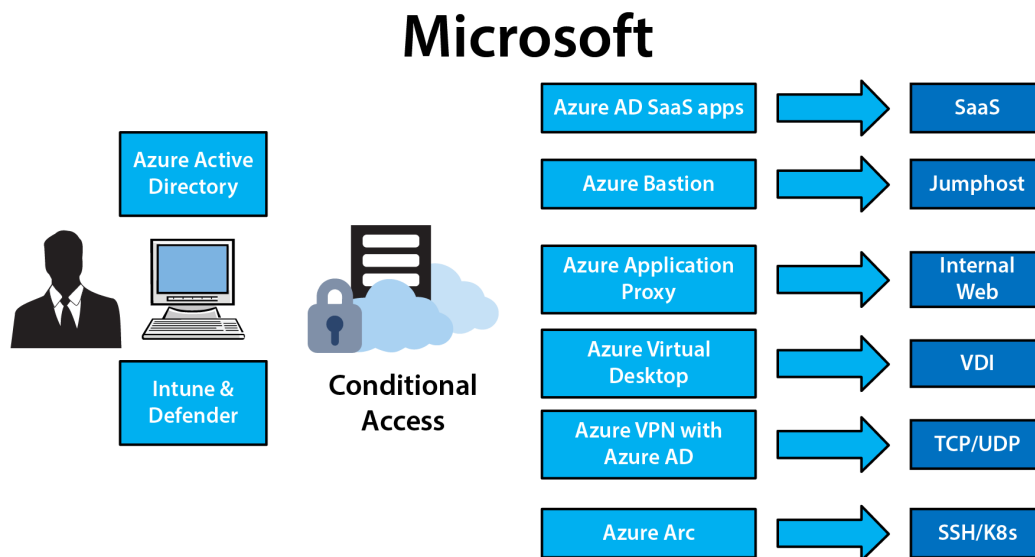 Microsoft
Azure Active
Directory
Intune &
Defender
Conditional
Access
Azure AD SaaS apps
SaaS
Azure Bastion
Jumphost
Azure Application
Proxy
Internal
Web
Azure Virtual
Desktop
VDI
Azure VPN with
Azure AD
TCP/UDP
Azure Arc
SSH/K8s